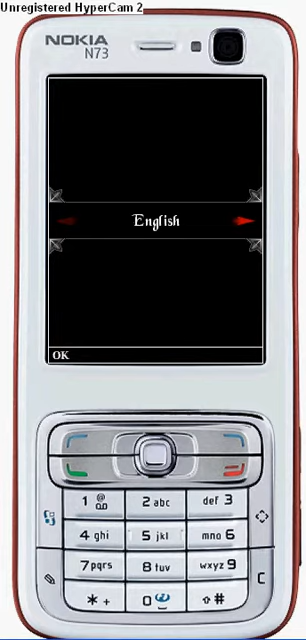 Unregistered HyperCam 2
NOKIA
N73
English
OK
1
2 abc
def 3
4 ghi
5 jkl
mno 6
7 pqrs
8 tuv
wxyz 9
* +
0
#
C